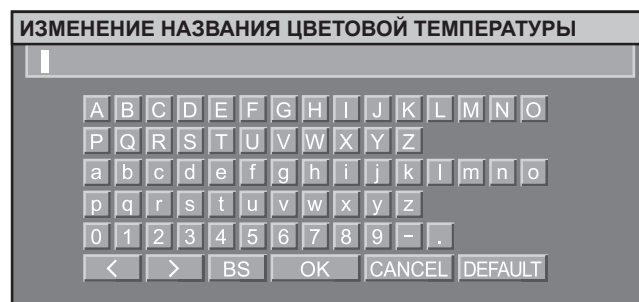 ИЗМЕНЕНИЕ НАЗВАНИЯ ЦВЕТОВОЙ ТЕМПЕРАТУРЫ
A B C D E F G H I J K L M N O
P Q R S T U V W X Y Z
a b c d e f g h i j k l m n o
p q r s t u v w x y z
0 1 2 3 4 5 6 7 8 9 - .
< > BS OK CANCEL DEFAULT